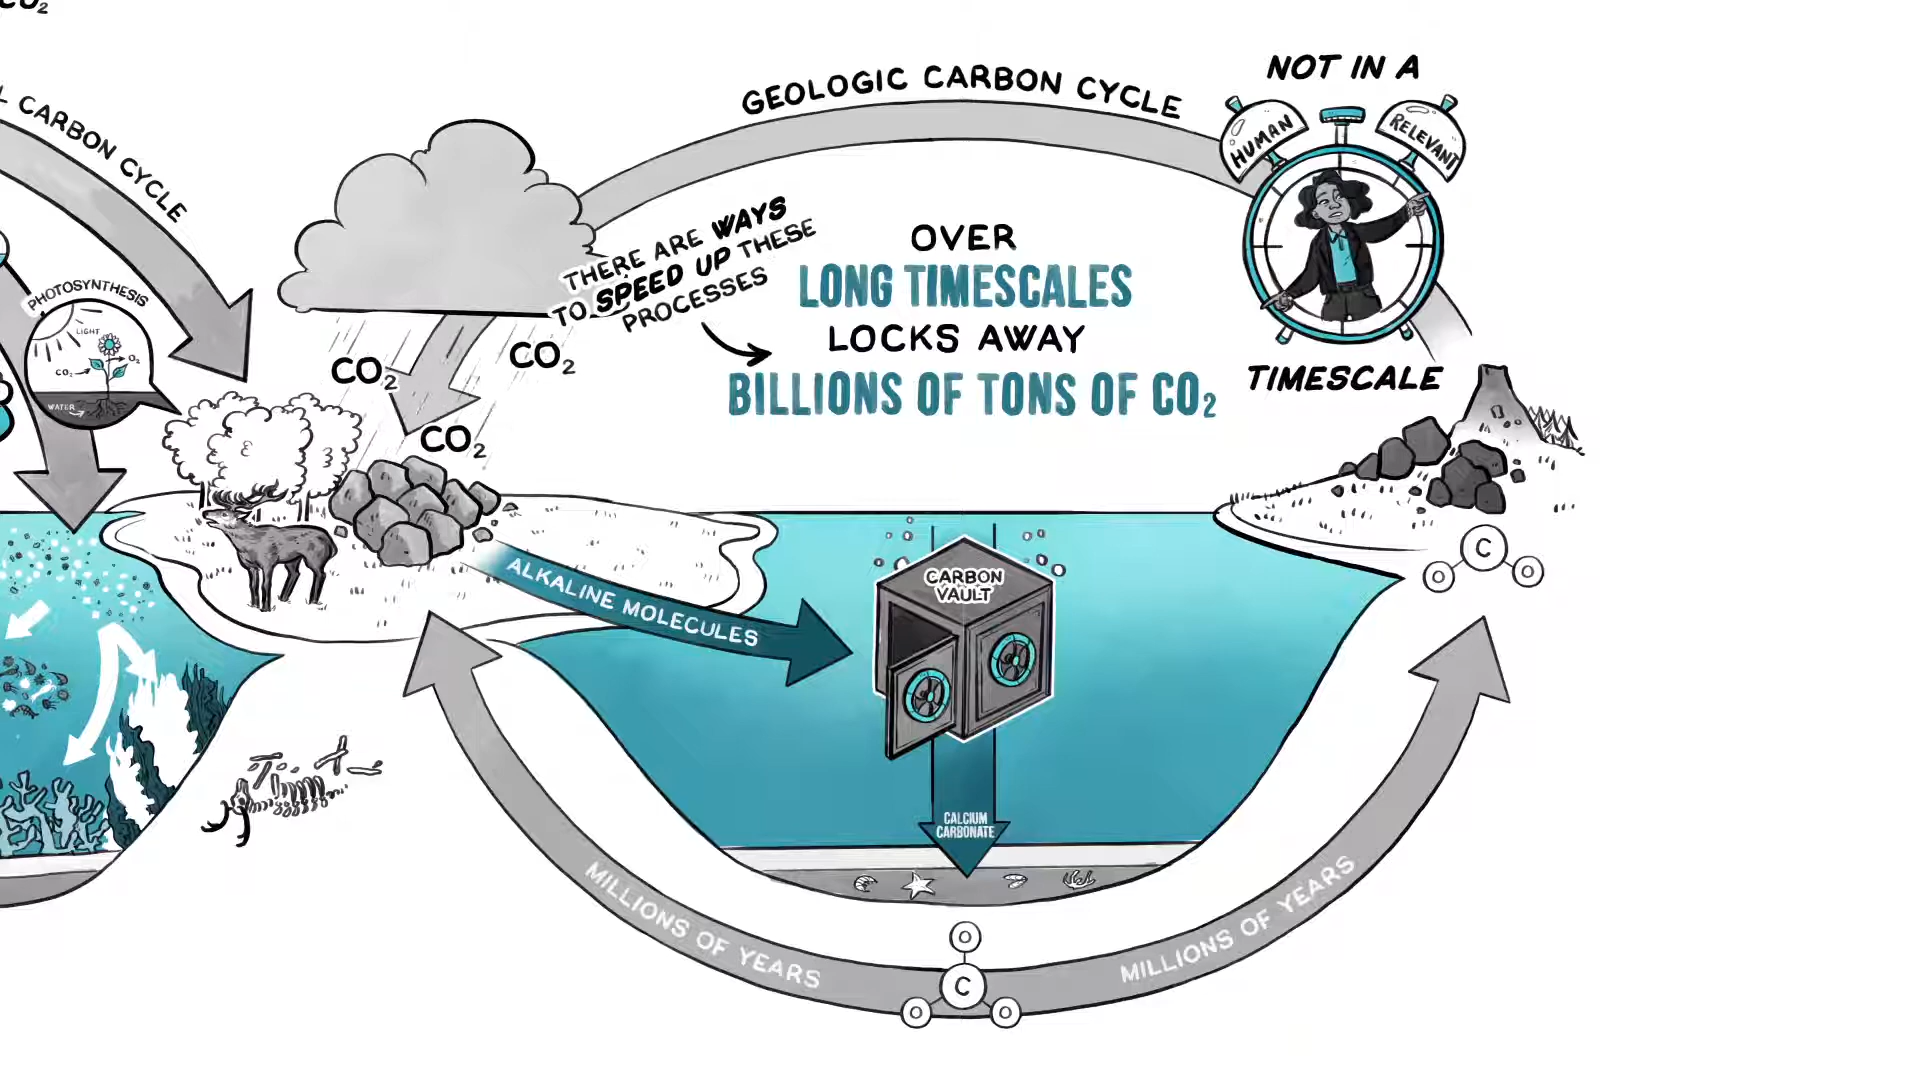 CO₂
L CARBON CYCLE
PHOTOSYNTHESIS
LIGHT
CO₂
O₂
WATER
GEOLOGIC CARBON CYCLE
NOT IN A
HUMAN
RELEVANT
TIMESCALE
THERE ARE WAYS
TO SPEED UP THESE
PROCESSES
OVER
LONG TIMESCALES
LOCKS AWAY
BILLIONS OF TONS OF CO₂
CO₂
CO₂
CO₂
ALKALINE MOLECULES
CARBON
VAULT
CALCIUM
CARBONATE
C
O
O
MILLIONS OF YEARS
MILLIONS OF YEARS
O
C
O
O